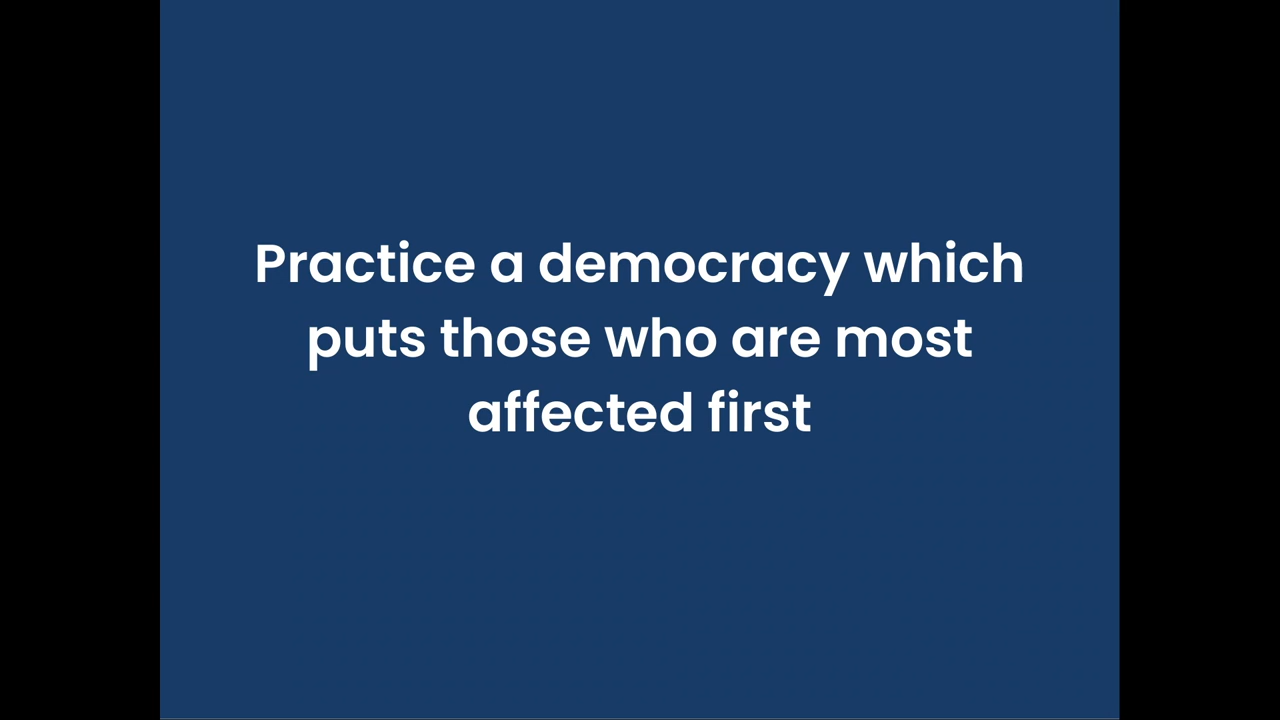 Practice a democracy which
puts those who are most
affected first